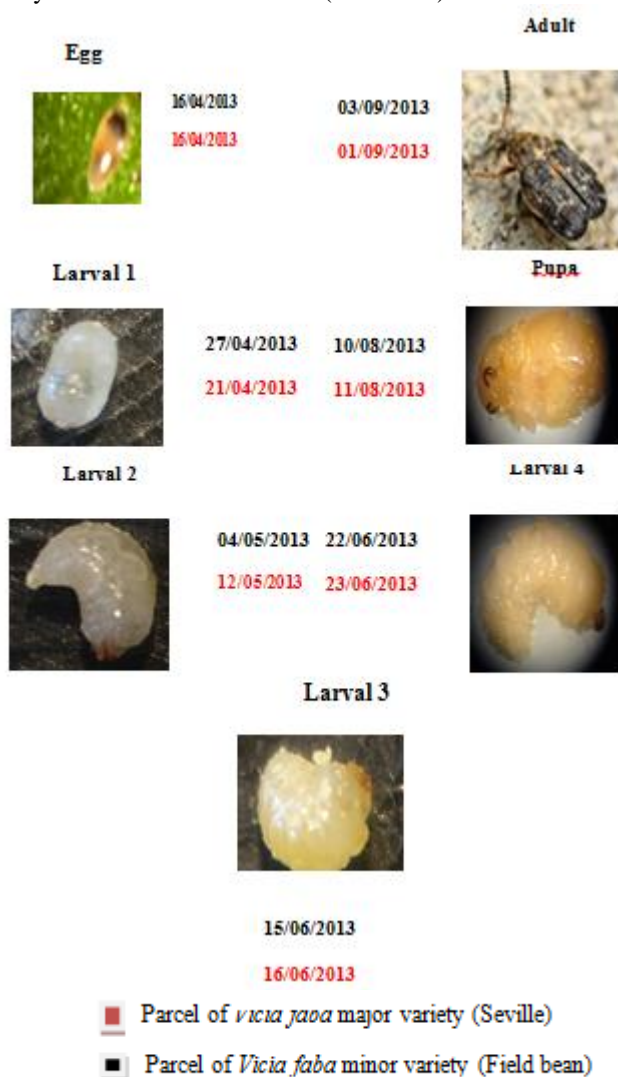 Adult
Egg
16/04/2013 03/09/2013
16/04/2013 01/09/2013
Larval 1 Pupa
27/04/2013 10/08/2013
21/04/2013 11/08/2013
Larval 2 Larval 4
04/05/2013 22/06/2013
12/05/2013 23/06/2013
Larval 3
15/06/2013
16/06/2013
Parcel of vicia faba major variety (Seville)
Parcel of Vicia faba minor variety (Field bean)